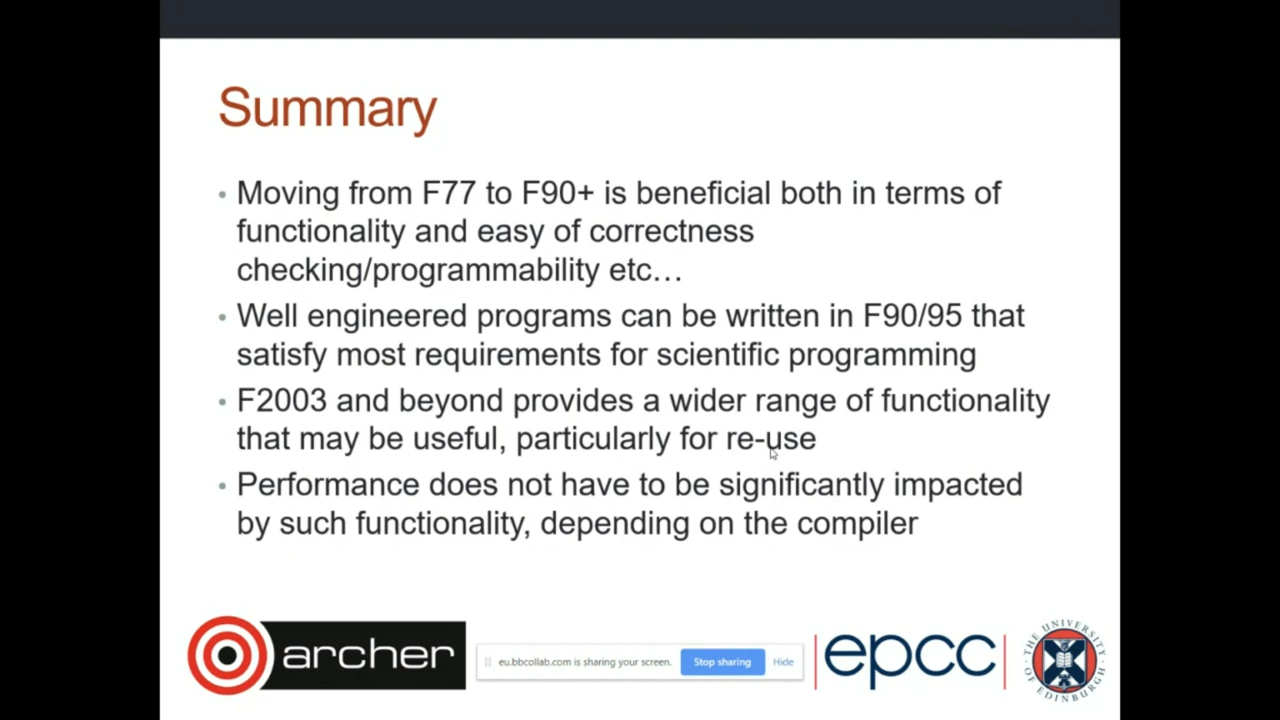 Summary
• Moving from F77 to F90+ is beneficial both in terms of
functionality and easy of correctness
checking/programmability etc…
• Well engineered programs can be written in F90/95 that
satisfy most requirements for scientific programming
• F2003 and beyond provides a wider range of functionality
that may be useful, particularly for re-use
• Performance does not have to be significantly impacted
by such functionality, depending on the compiler
archer
eu.bbcollab.com is sharing your screen. Stop sharing Hide
epcc
THE UNIVERSITY OF EDINBURGH